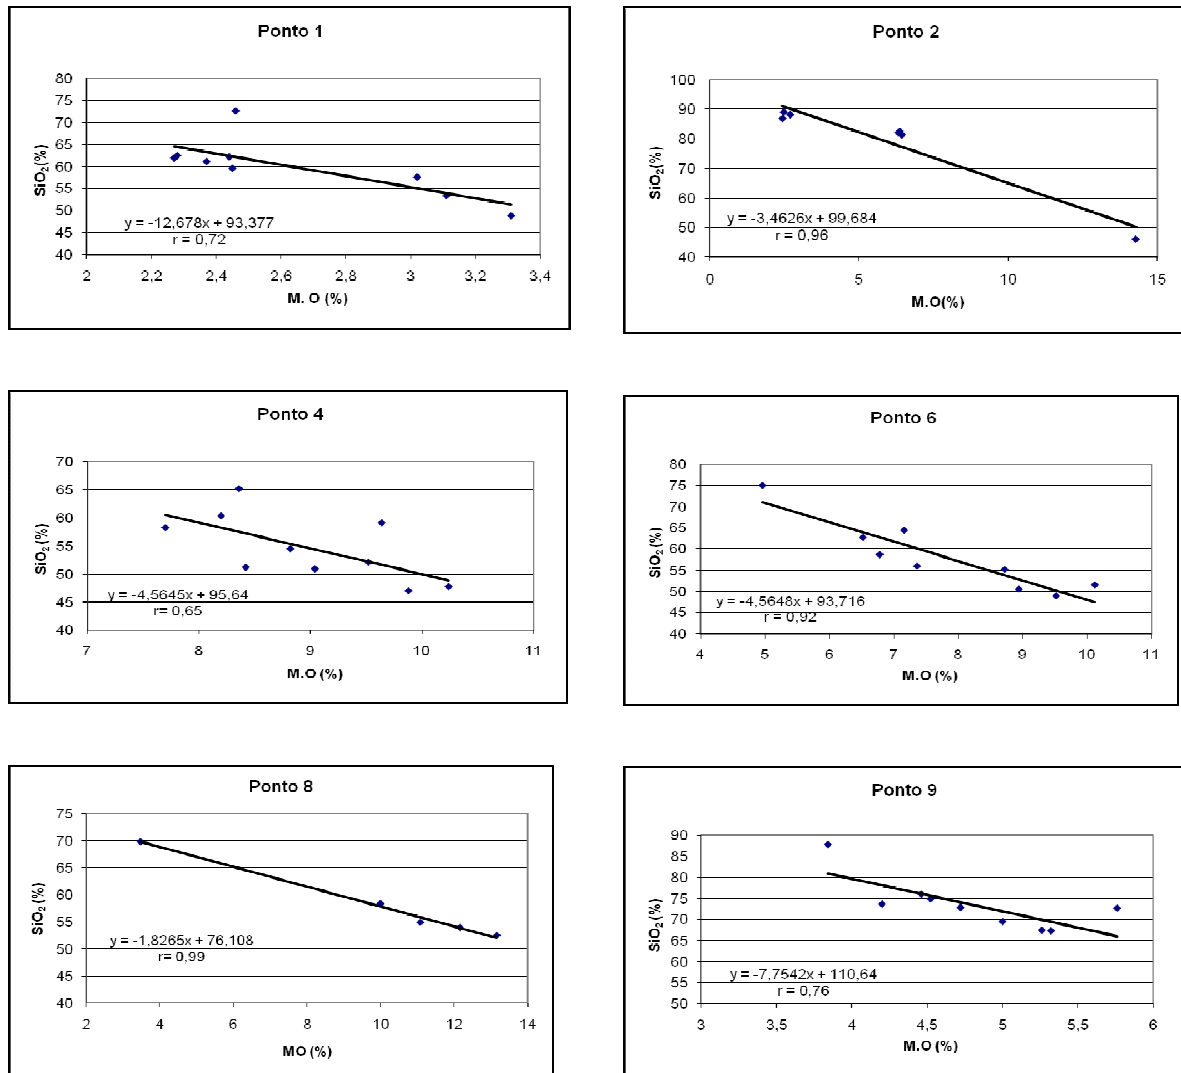 Ponto 1
80
75
70
65
60
55
50
45
40
SiO2(%)
y = -12,678x + 93,377
r = 0,72
2 2,2 2,4 2,6 2,8 3 3,2 3,4
M. O (%)
Ponto 2
100
90
80
70
60
50
40
SiO2(%)
y = -3,4626x + 99,684
r = 0,96
0 5 10 15
M.O(%)
Ponto 4
70
65
60
55
50
45
40
SiO2(%)
y = -4,5645x + 95,64
r= 0,65
7 8 9 10 11
M.O (%)
Ponto 6
80
75
70
65
60
55
50
45
40
SiO2(%)
y = -4,5648x + 93,716
r = 0,92
4 5 6 7 8 9 10 11
M.O (%)
Ponto 8
75
70
65
60
55
50
45
40
SiO2(%)
y = -1,8265x + 76,108
r= 0,99
2 4 6 8 10 12 14
MO (%)
Ponto 9
90
85
80
75
70
65
60
55
50
SiO2(%)
y = -7,7542x + 110,64
r = 0,76
3 3,5 4 4,5 5 5,5 6
M.O (%)